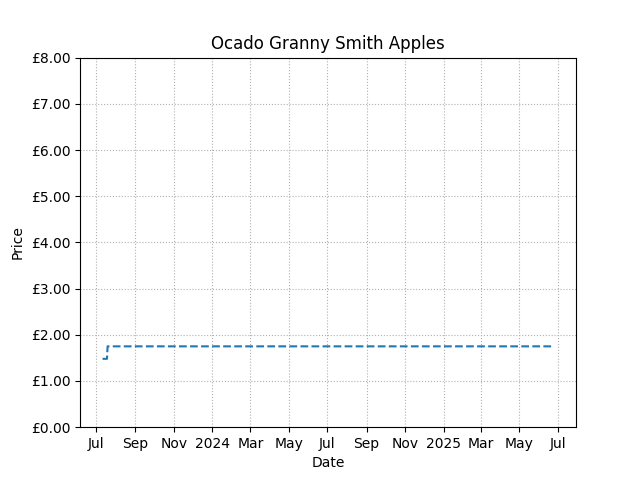 Ocado Granny Smith Apples
£8.00
£7.00
£6.00
£5.00
£4.00
£3.00
£2.00
£1.00
£0.00
Price
Jul Sep Nov 2024 Mar May Jul Sep Nov 2025 Mar May Jul
Date